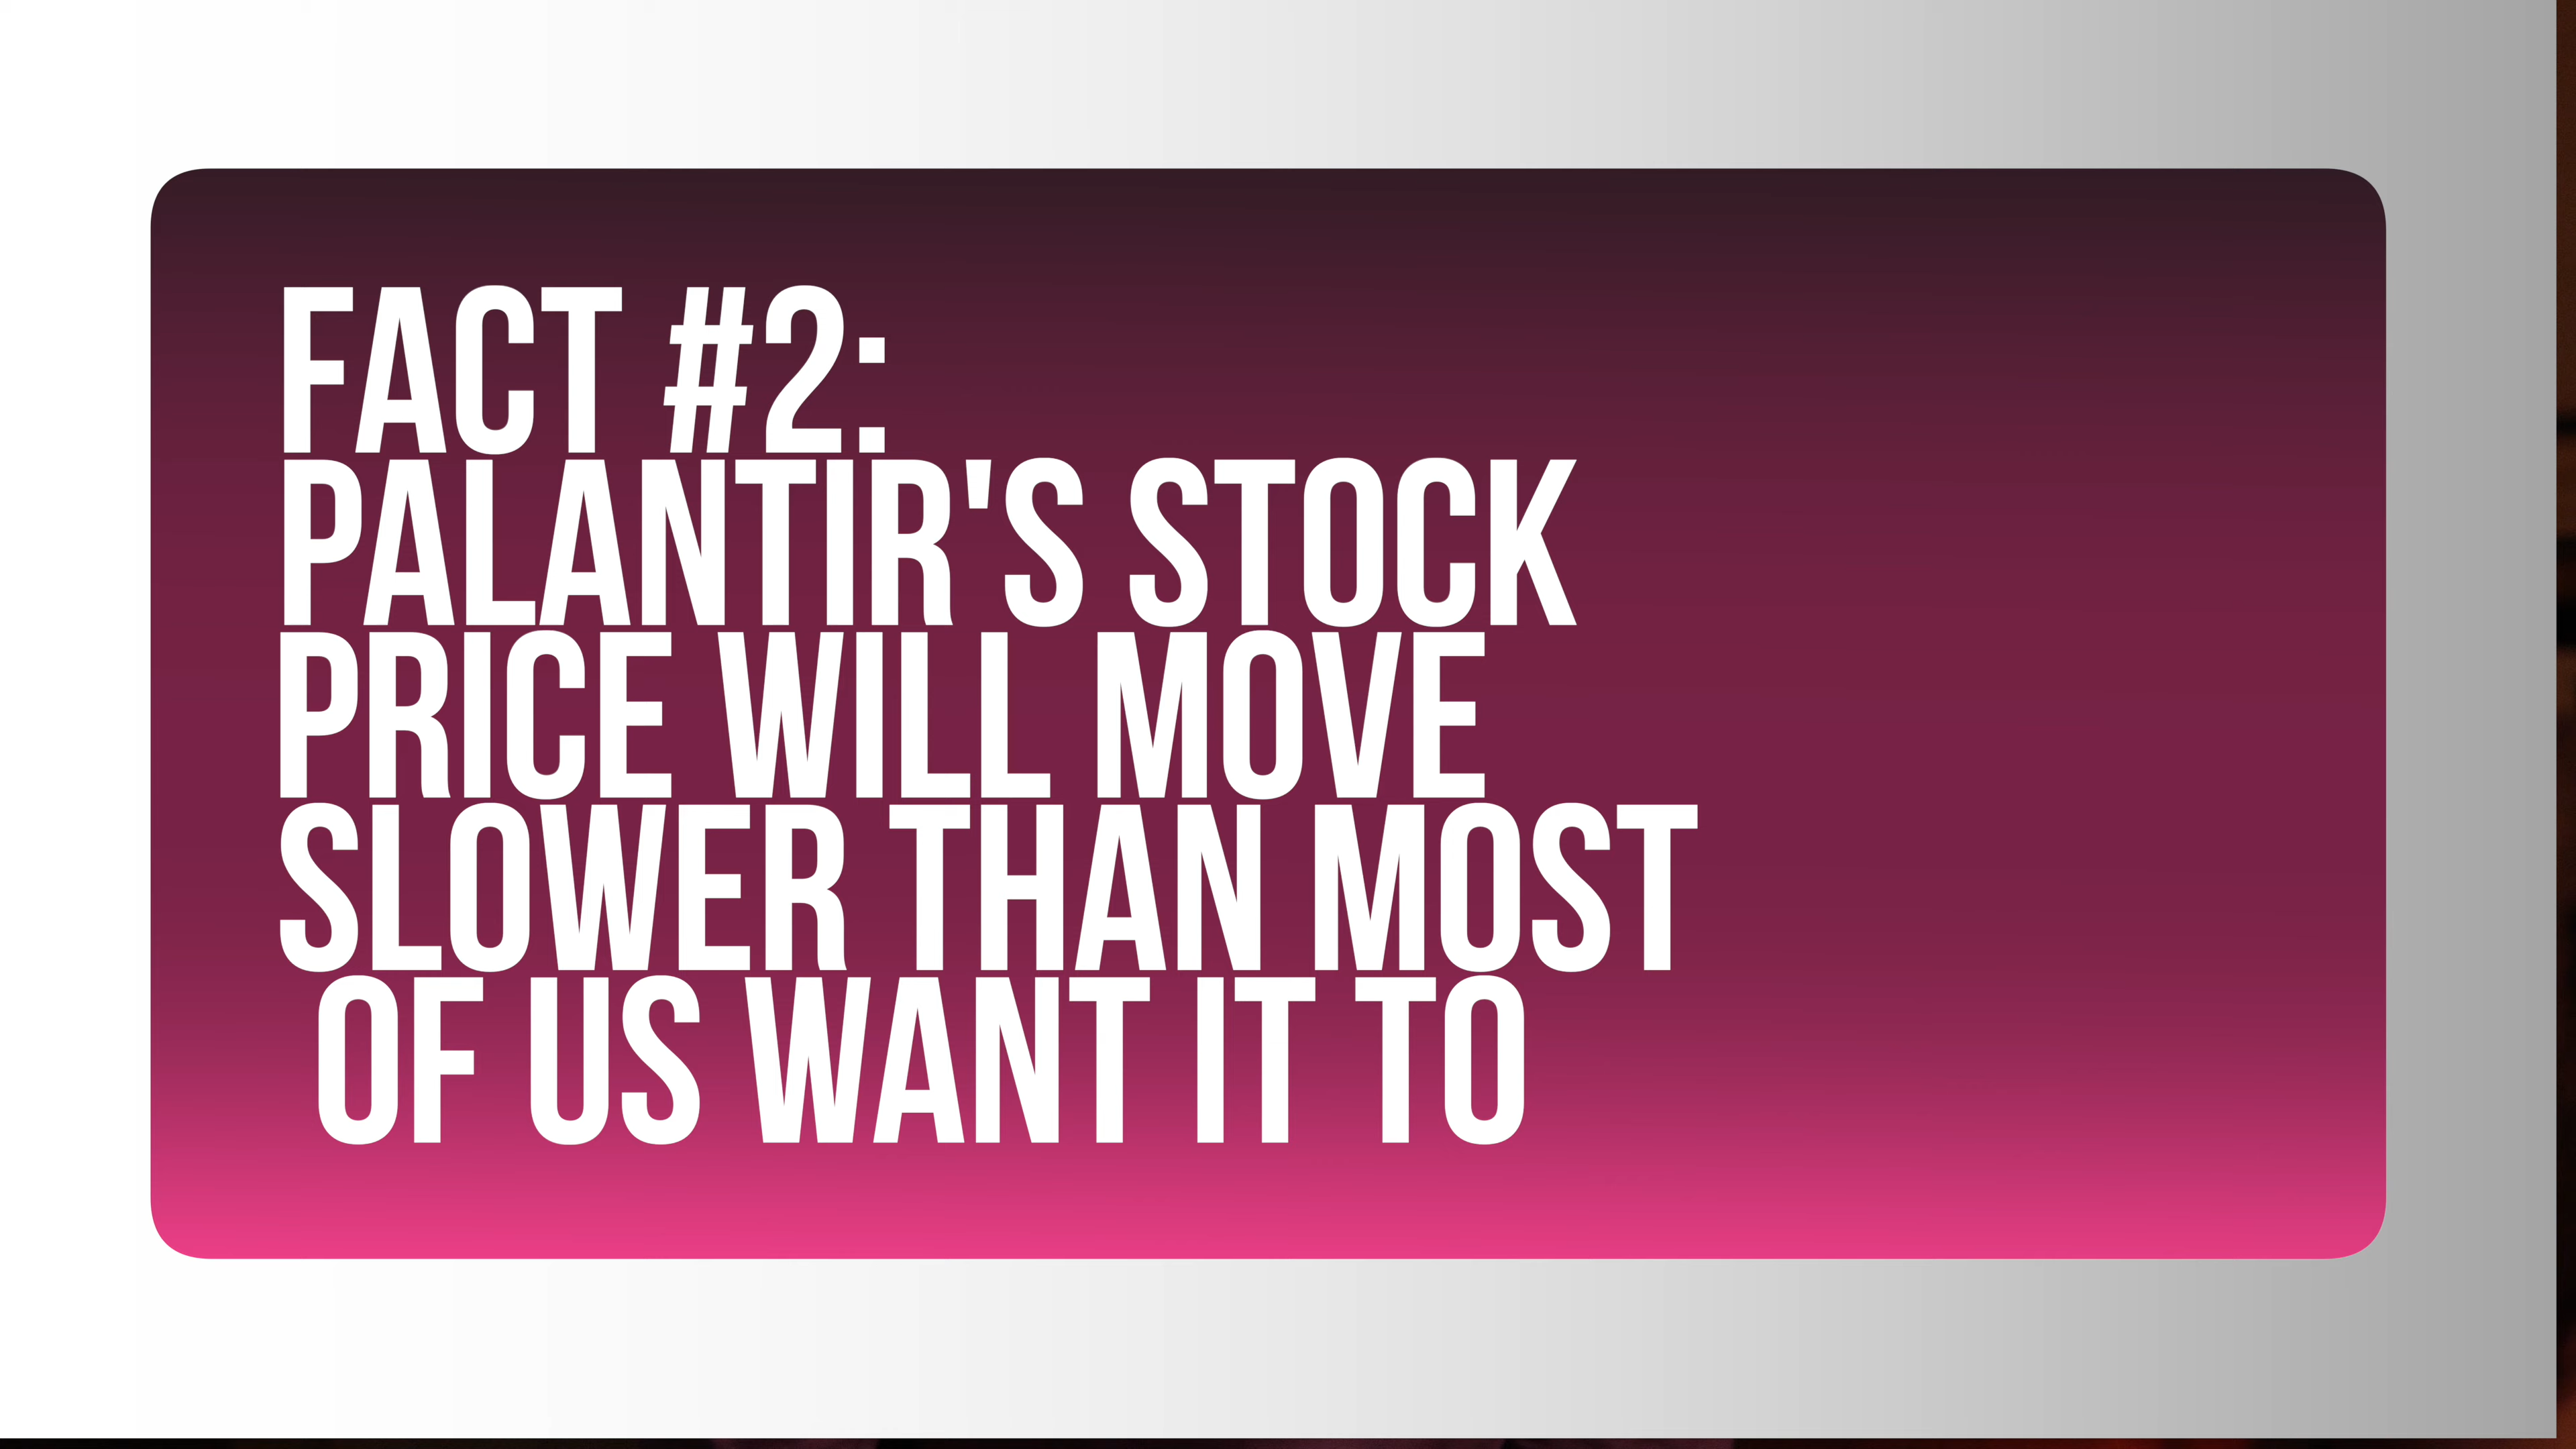 FACT #2:
PALANTIR'S STOCK
PRICE WILL MOVE
SLOWER THAN MOST
OF US WANT IT TO